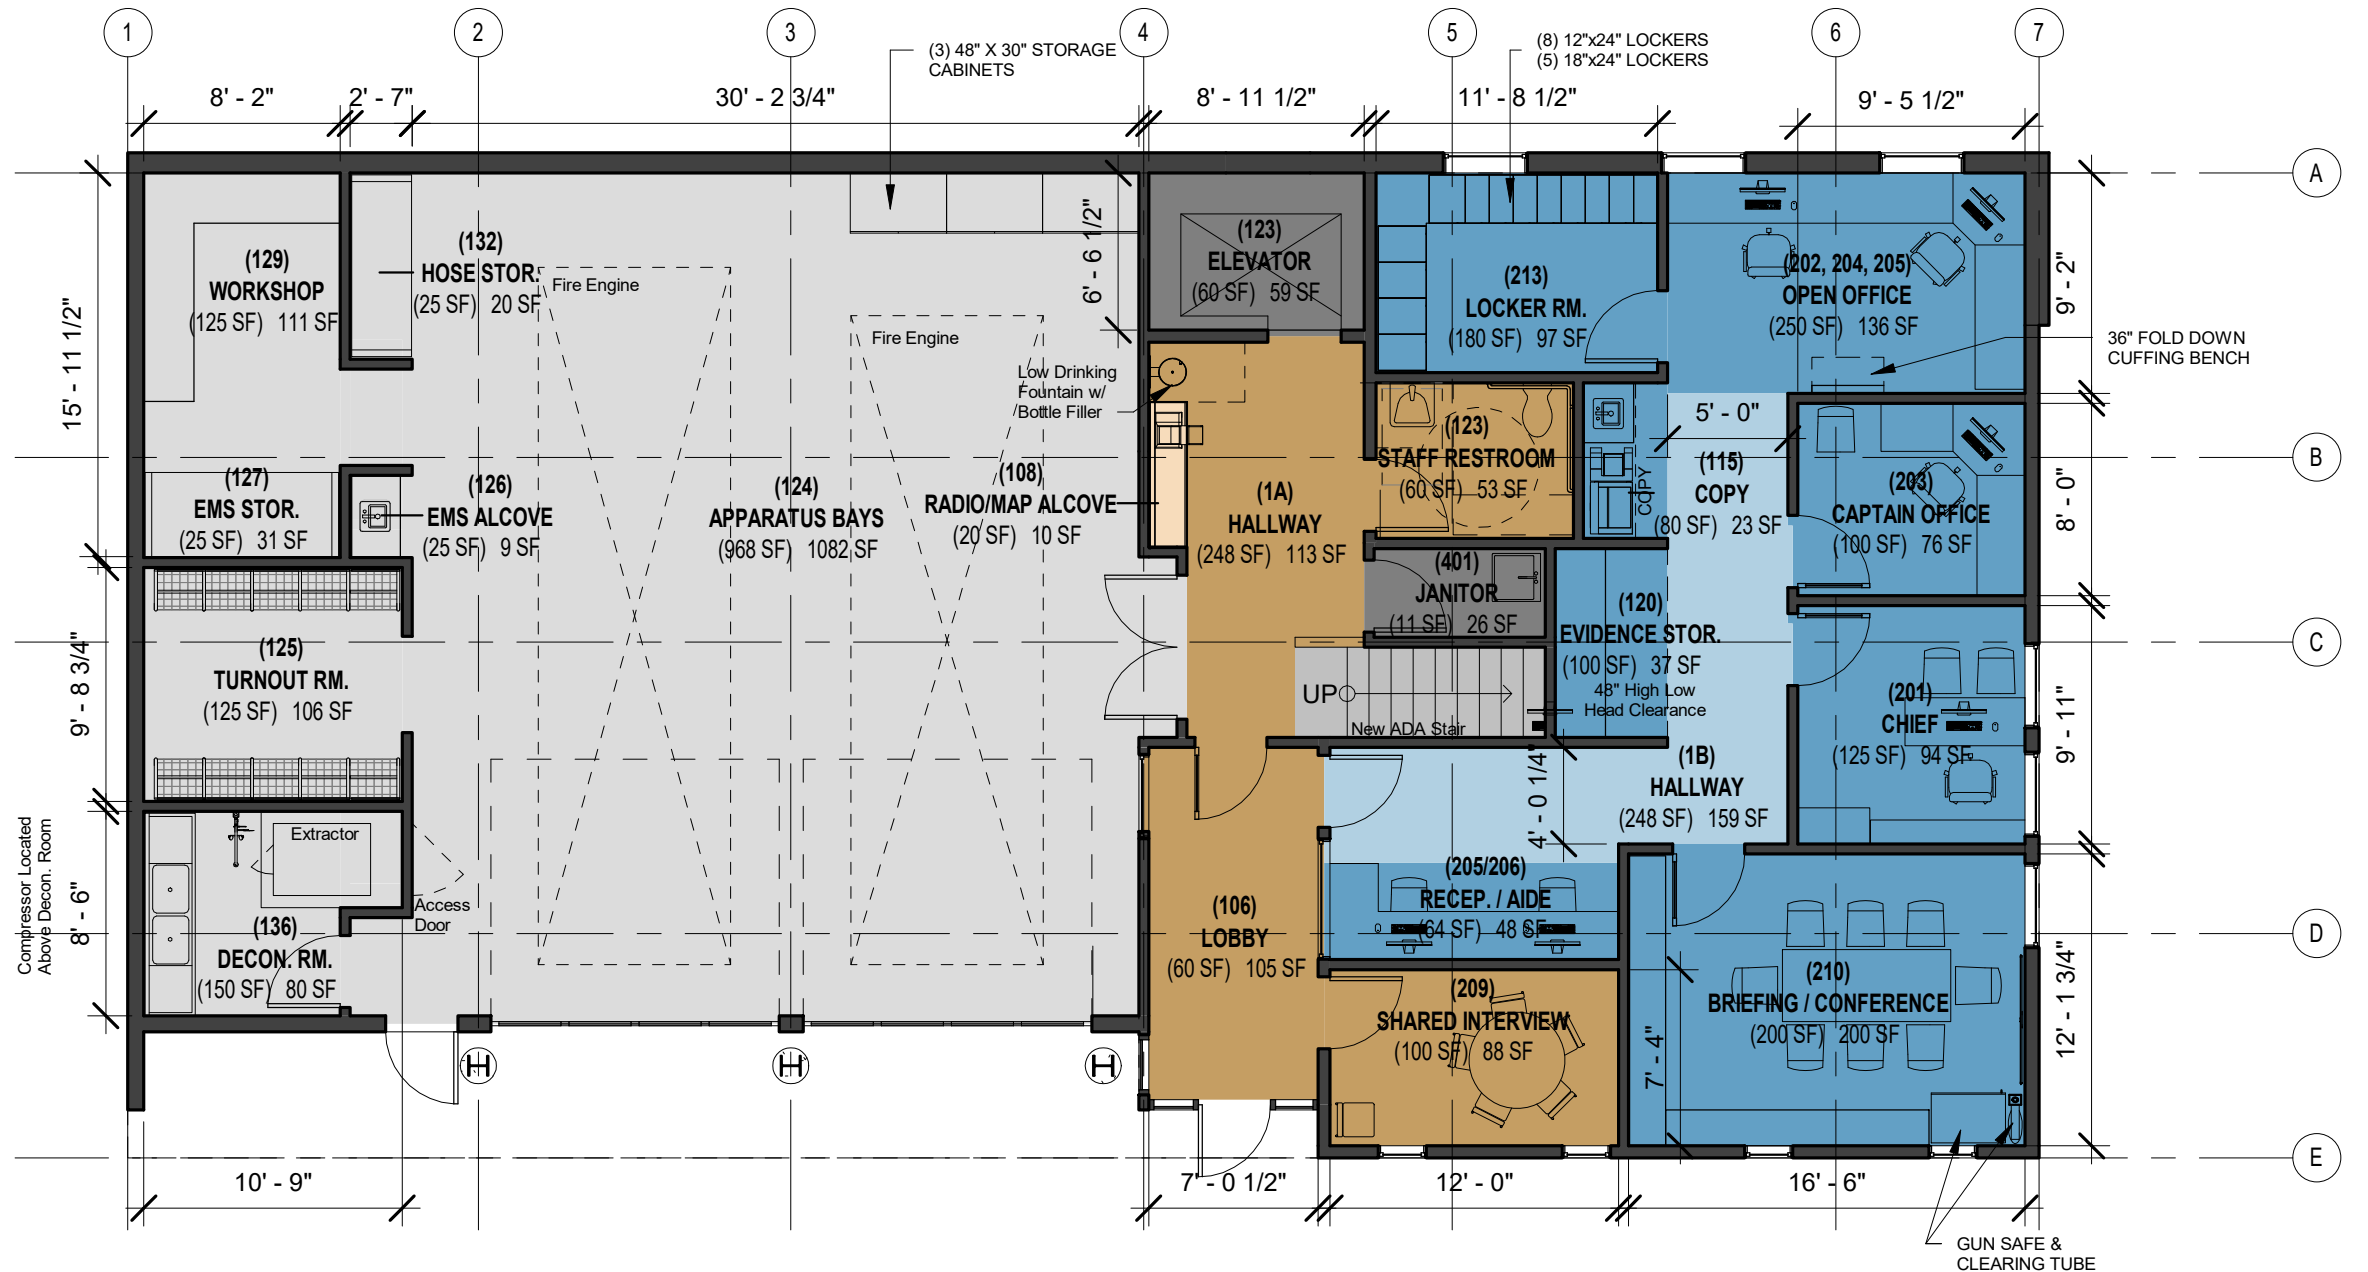 1
2
3
4
5
6
7
(3) 48" X 30" STORAGE
CABINETS
(8) 12"x24" LOCKERS
(5) 18"x24" LOCKERS
8' - 2"
2' - 7"
30' - 2 3/4"
8' - 11 1/2"
11' - 8 1/2"
9' - 5 1/2"
A
B
C
D
E
15' - 11 1/2"
9' - 8 3/4"
8' - 6"
Compressor Located
Above Decon. Room
(129)
WORKSHOP
(125 SF) 111 SF
(132)
HOSE STOR.
(25 SF) 20 SF
Fire Engine
Fire Engine
6' - 6 1/2"
(123)
ELEVATOR
(60 SF) 59 SF
(213)
LOCKER RM.
(180 SF) 97 SF
(202, 204, 205)
OPEN OFFICE
(250 SF) 136 SF
9' - 2"
36" FOLD DOWN
CUFFING BENCH
Low Drinking
Fountain w/
Bottle Filler
5' - 0"
(127)
EMS STOR.
(25 SF) 31 SF
(126)
EMS ALCOVE
(25 SF) 9 SF
(124)
APPARATUS BAYS
(968 SF) 1082 SF
(108)
RADIO/MAP ALCOVE
(20 SF) 10 SF
(1A)
HALLWAY
(248 SF) 113 SF
(123)
STAFF RESTROOM
(60 SF) 53 SF
COPY
(115)
COPY
(80 SF) 23 SF
(203)
CAPTAIN OFFICE
(100 SF) 76 SF
8' - 0"
(401)
JANITOR
(11 SF) 26 SF
(120)
EVIDENCE STOR.
(100 SF) 37 SF
48" High Low
Head Clearance
(125)
TURNOUT RM.
(125 SF) 106 SF
UP
New ADA Stair
(201)
CHIEF
(125 SF) 94 SF
9' - 11"
4' - 0 1/4"
(1B)
HALLWAY
(248 SF) 159 SF
Extractor
Access
Door
(136)
DECON. RM.
(150 SF) 80 SF
(106)
LOBBY
(60 SF) 105 SF
(205/206)
RECEP. / AIDE
(64 SF) 48 SF
(209)
SHARED INTERVIEW
(100 SF) 88 SF
(210)
BRIEFING / CONFERENCE
(200 SF) 200 SF
7' - 4"
12' - 1 3/4"
H
H
H
10' - 9"
7' - 0 1/2"
12' - 0"
16' - 6"
GUN SAFE &
CLEARING TUBE